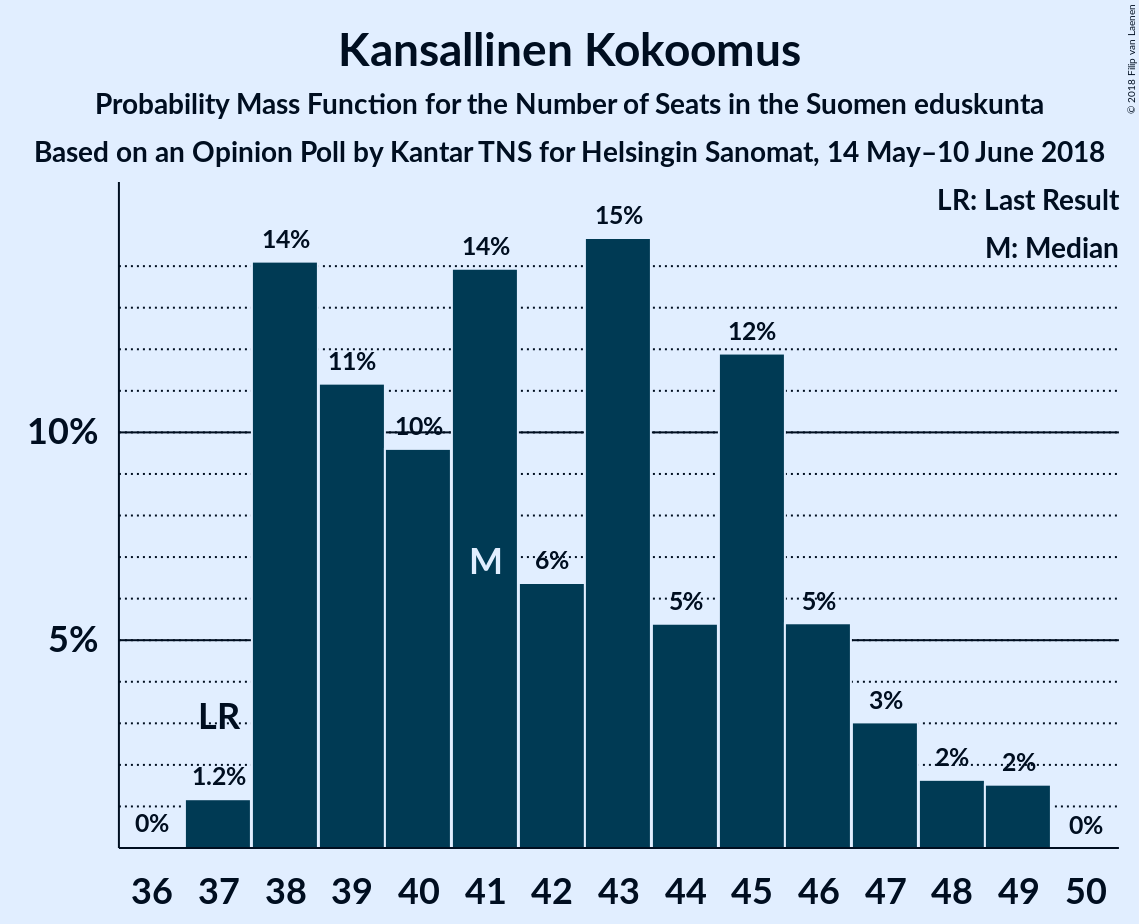 Kansallinen Kokoomus
Probability Mass Function for the Number of Seats in the Suomen eduskunta
Based on an Opinion Poll by Kantar TNS for Helsingin Sanomat, 14 May–10 June 2018
© 2018 Filip van Laenen
LR: Last Result
M: Median
15%
14%
14%
12%
11%
10%
10%
M
6%
5%
5%
5%
LR
3%
1.2%
2%
2%
0%
0%
36 37 38 39 40 41 42 43 44 45 46 47 48 49 50